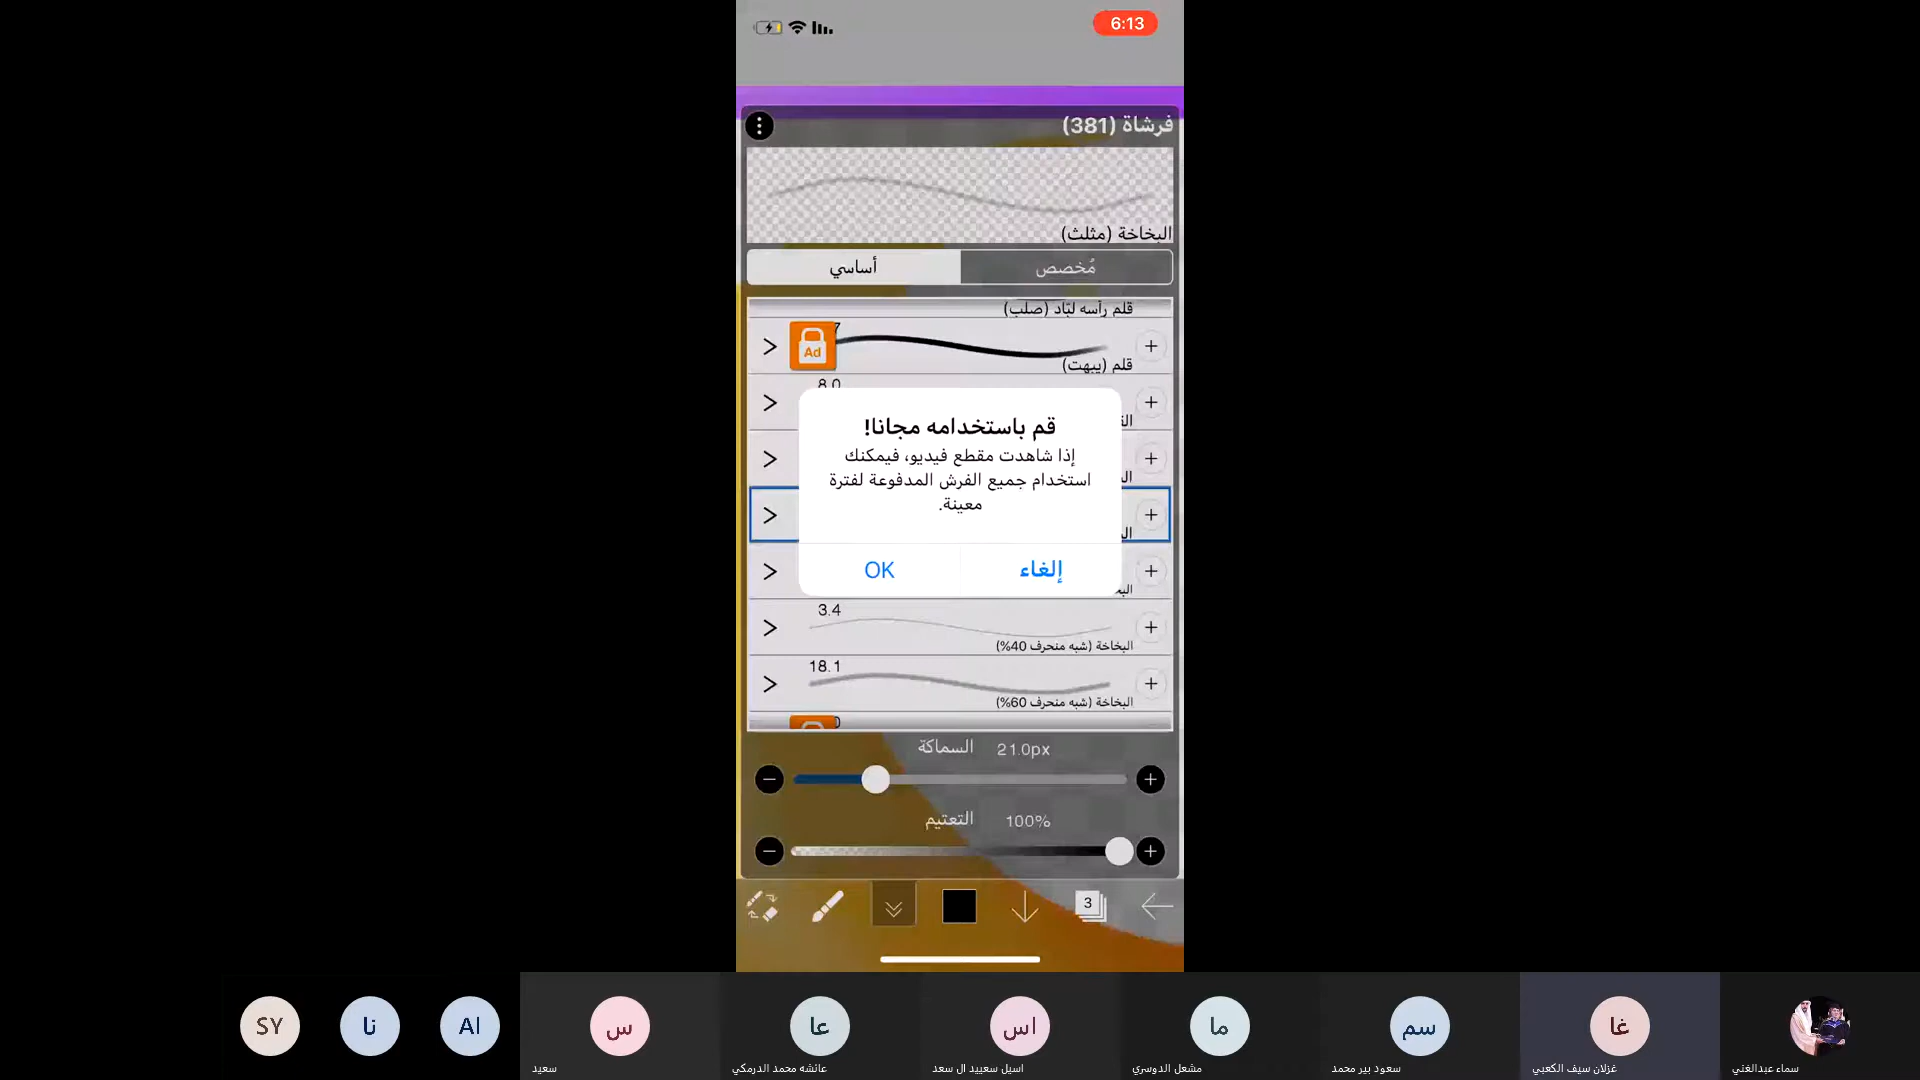 6:13
فرشاة (381)
البخاخة (مثلث)
أساسي
مُخصص
قلم رأسه لبّاد (صلب)
7
Ad
قلم (يبهت)
8.0
قم باستخدامه مجانا!
إذا شاهدت مقطع فيديو، فيمكنك
استخدام جميع الفرش المدفوعة لفترة
معينة.
OK
إلغاء
3.4
البخاخة (شبه منحرف 40%)
18.1
البخاخة (شبه منحرف 60%)
السماكة 21.0px
التعتيم 100%
3
SY
نا
Al
س
عا
اس
ما
سم
غا
سعيد
عائشه محمد الدرمكي
اسيل سعييد ال سعد
مشعل الدوسري
سعود بير محمد
غزلان سيف الكعبي
سماء عبدالغني